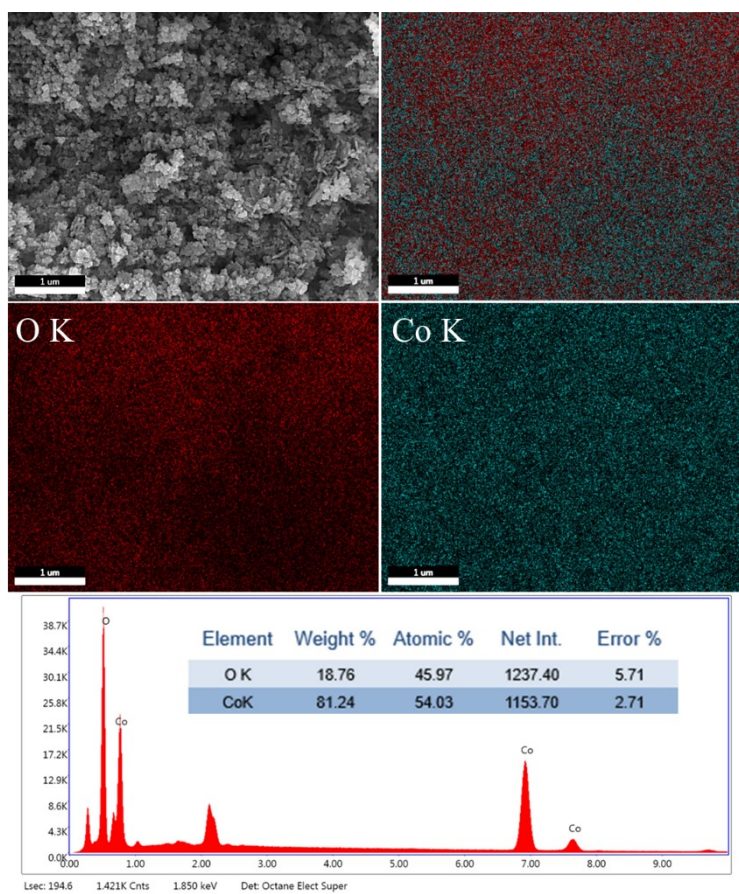 1 um
1 um
O K
Co K
1 um
1 um
38.7K
34.4K
30.1K
25.8K
21.5K
17.2K
12.9K
8.6K
4.3K
0.0K
O
Co
Co
Co
Element Weight % Atomic % Net Int. Error %
O K 18.76 45.97 1237.40 5.71
CoK 81.24 54.03 1153.70 2.71
0.00 1.00 2.00 3.00 4.00 5.00 6.00 7.00 8.00 9.00
Lsec: 194.6 1.421K Cnts 1.850 keV Det: Octane Elect Super